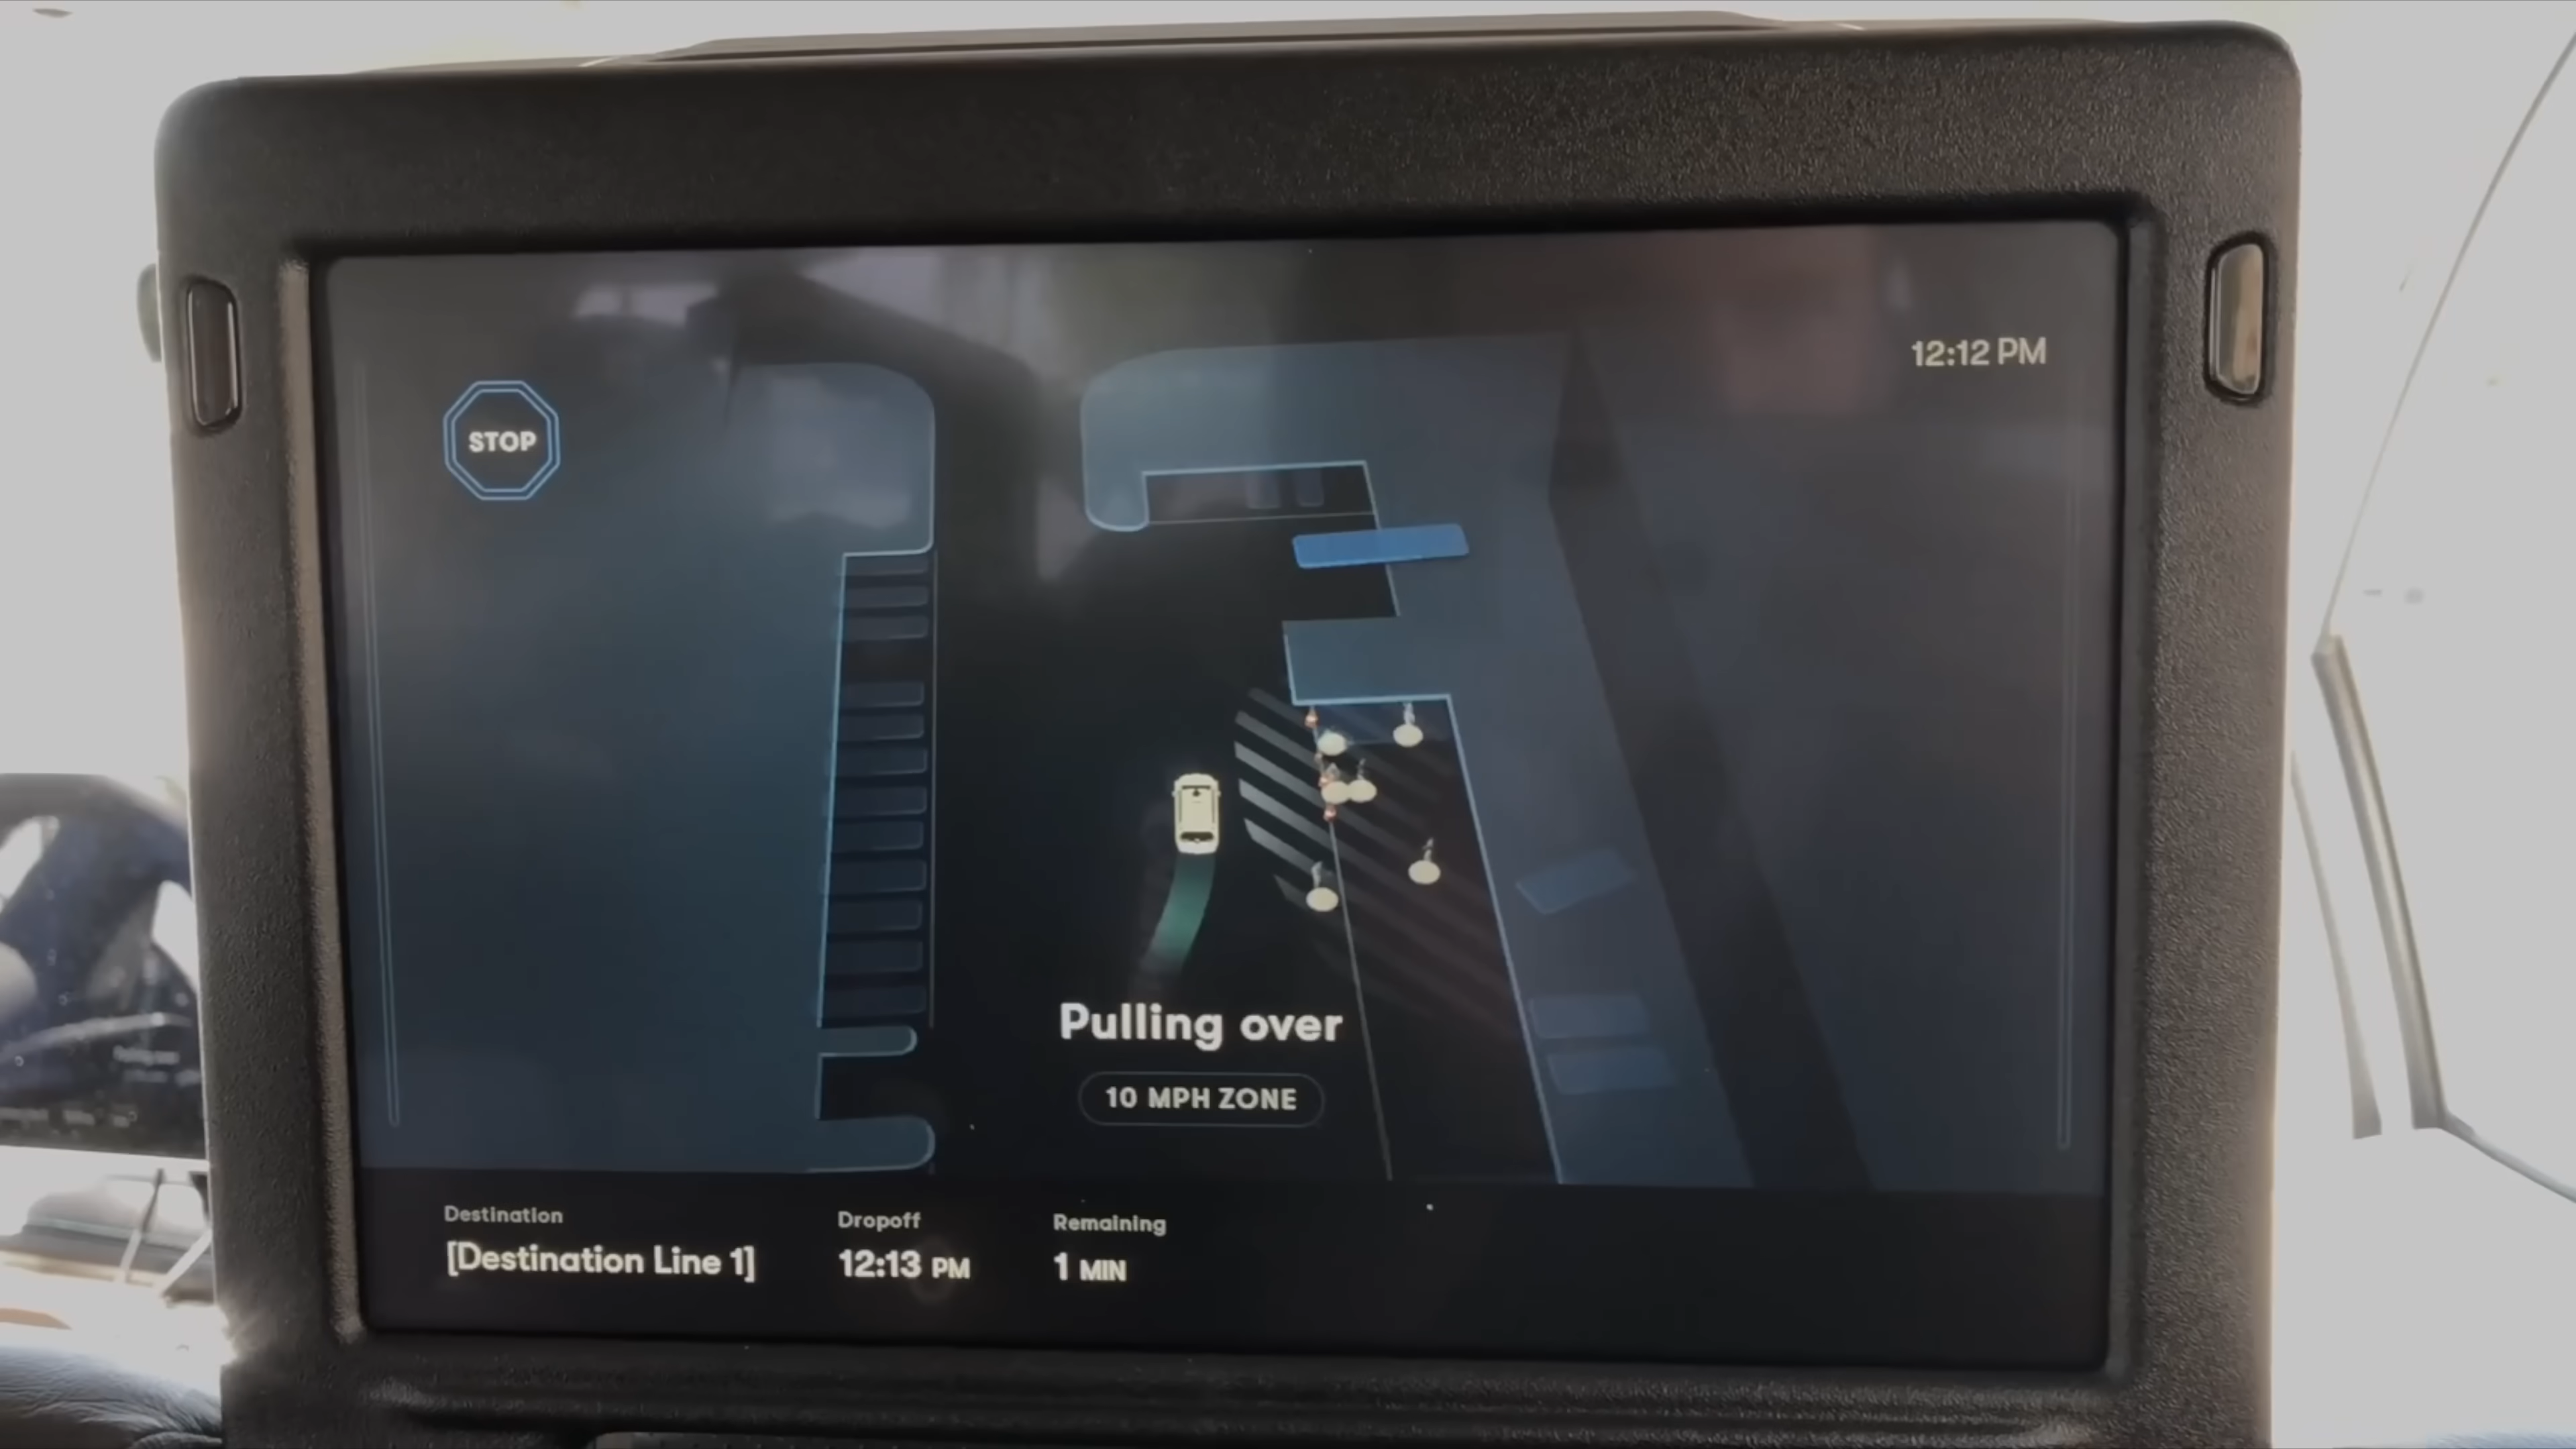 STOP
12:12 PM
Pulling over
10 MPH ZONE
Destination
[Destination Line 1]
Dropoff
12:13 PM
Remaining
1 MIN